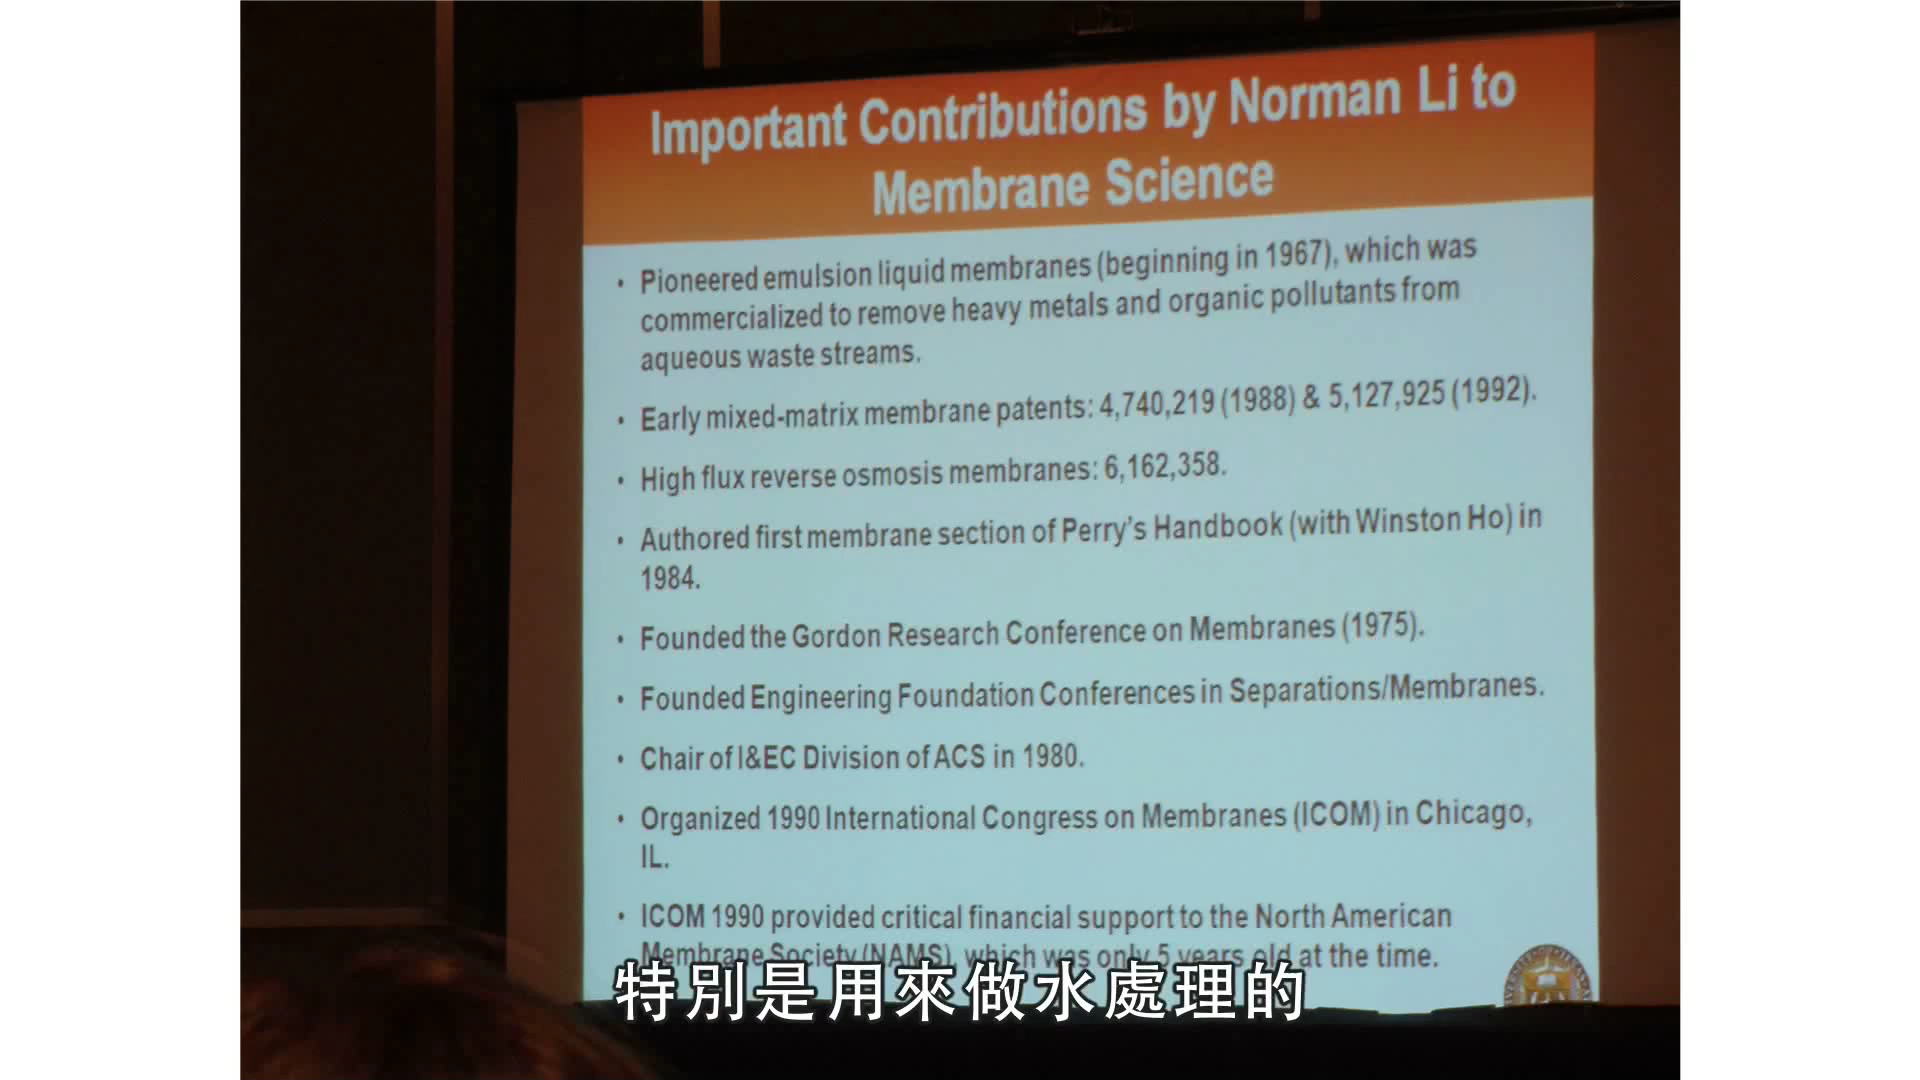 Important Contributions by Norman Li to
Membrane Science
• Pioneered emulsion liquid membranes (beginning in 1967), which was
commercialized to remove heavy metals and organic pollutants from
aqueous waste streams.
• Early mixed-matrix membrane patents: 4,740,219 (1988) & 5,127,925 (1992).
• High flux reverse osmosis membranes: 6,162,358.
• Authored first membrane section of Perry's Handbook (with Winston Ho) in
1984.
• Founded the Gordon Research Conference on Membranes (1975).
• Founded Engineering Foundation Conferences in Separations/Membranes.
• Chair of I&EC Division of ACS in 1980.
• Organized 1990 International Congress on Membranes (ICOM) in Chicago,
IL.
• ICOM 1990 provided critical financial support to the North American
Membrane Society (NAMS), which was only 5 years old at the time.
特別是用來做水處理的